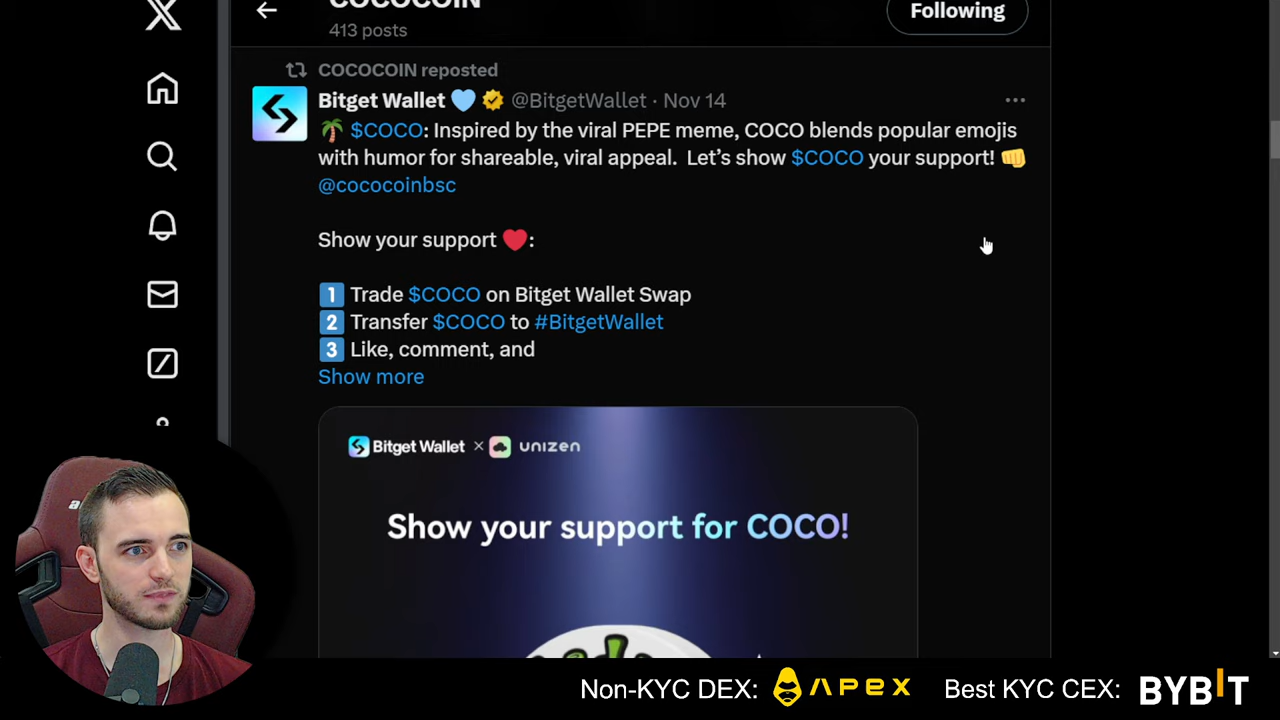 COCOCOIN
413 posts
Following
COCOCOIN reposted
Bitget Wallet 🩵 @BitgetWallet · Nov 14
🌴 $COCO: Inspired by the viral PEPE meme, COCO blends popular emojis
with humor for shareable, viral appeal. Let’s show $COCO your support! 👊
@cococoinbsc
Show your support ❤️:
1️⃣ Trade $COCO on Bitget Wallet Swap
2️⃣ Transfer $COCO to #BitgetWallet
3️⃣ Like, comment, and
Show more
Bitget Wallet × unizen
Show your support for COCO!
Non-KYC DEX: APEX Best KYC CEX: BYBIT